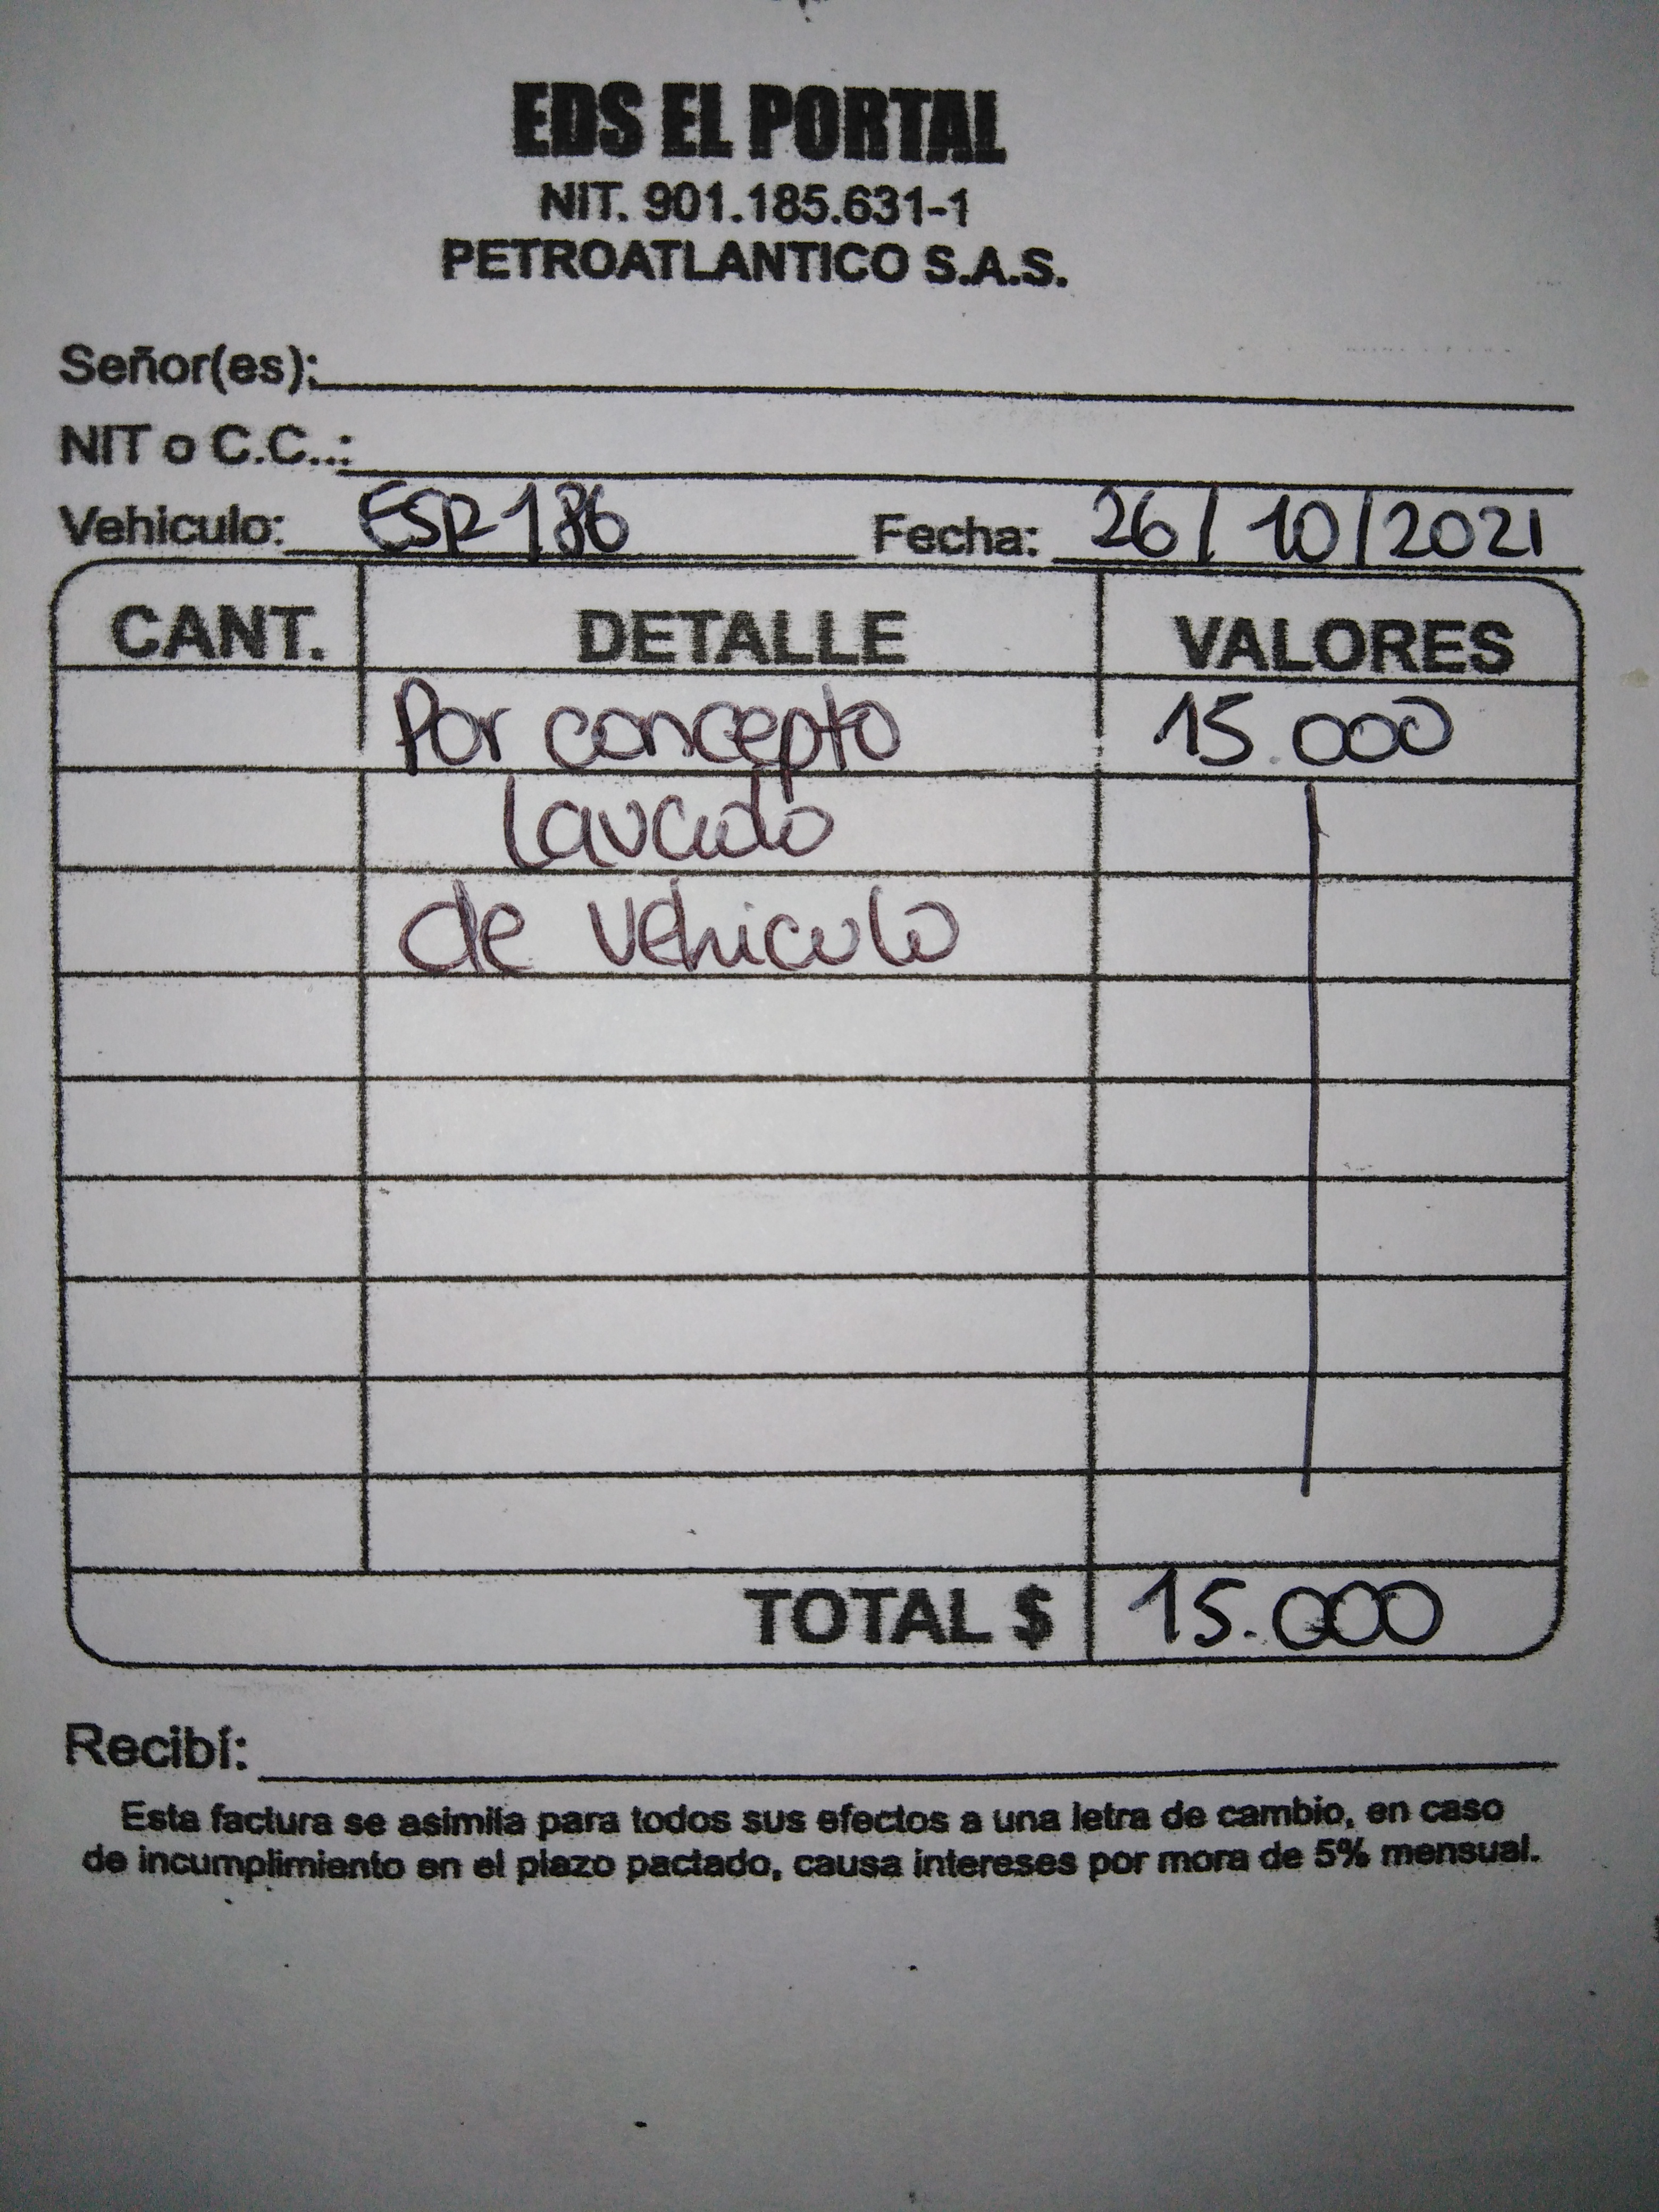 EDS EL PORTAL
NIT. 901.185.631-1
PETROATLANTICO S.A.S.
Señor(es):
NIT o C.C..:
Vehiculo: ESR186 Fecha: 26/10/2021
CANT. DETALLE VALORES
Por concepto 15.000
lavado
de vehiculo
TOTAL $ 15.000
Recibí:
Esta factura se asimila para todos sus efectos a una letra de cambio, en caso
de incumplimiento en el plazo pactado, causa intereses por mora de 5% mensual.